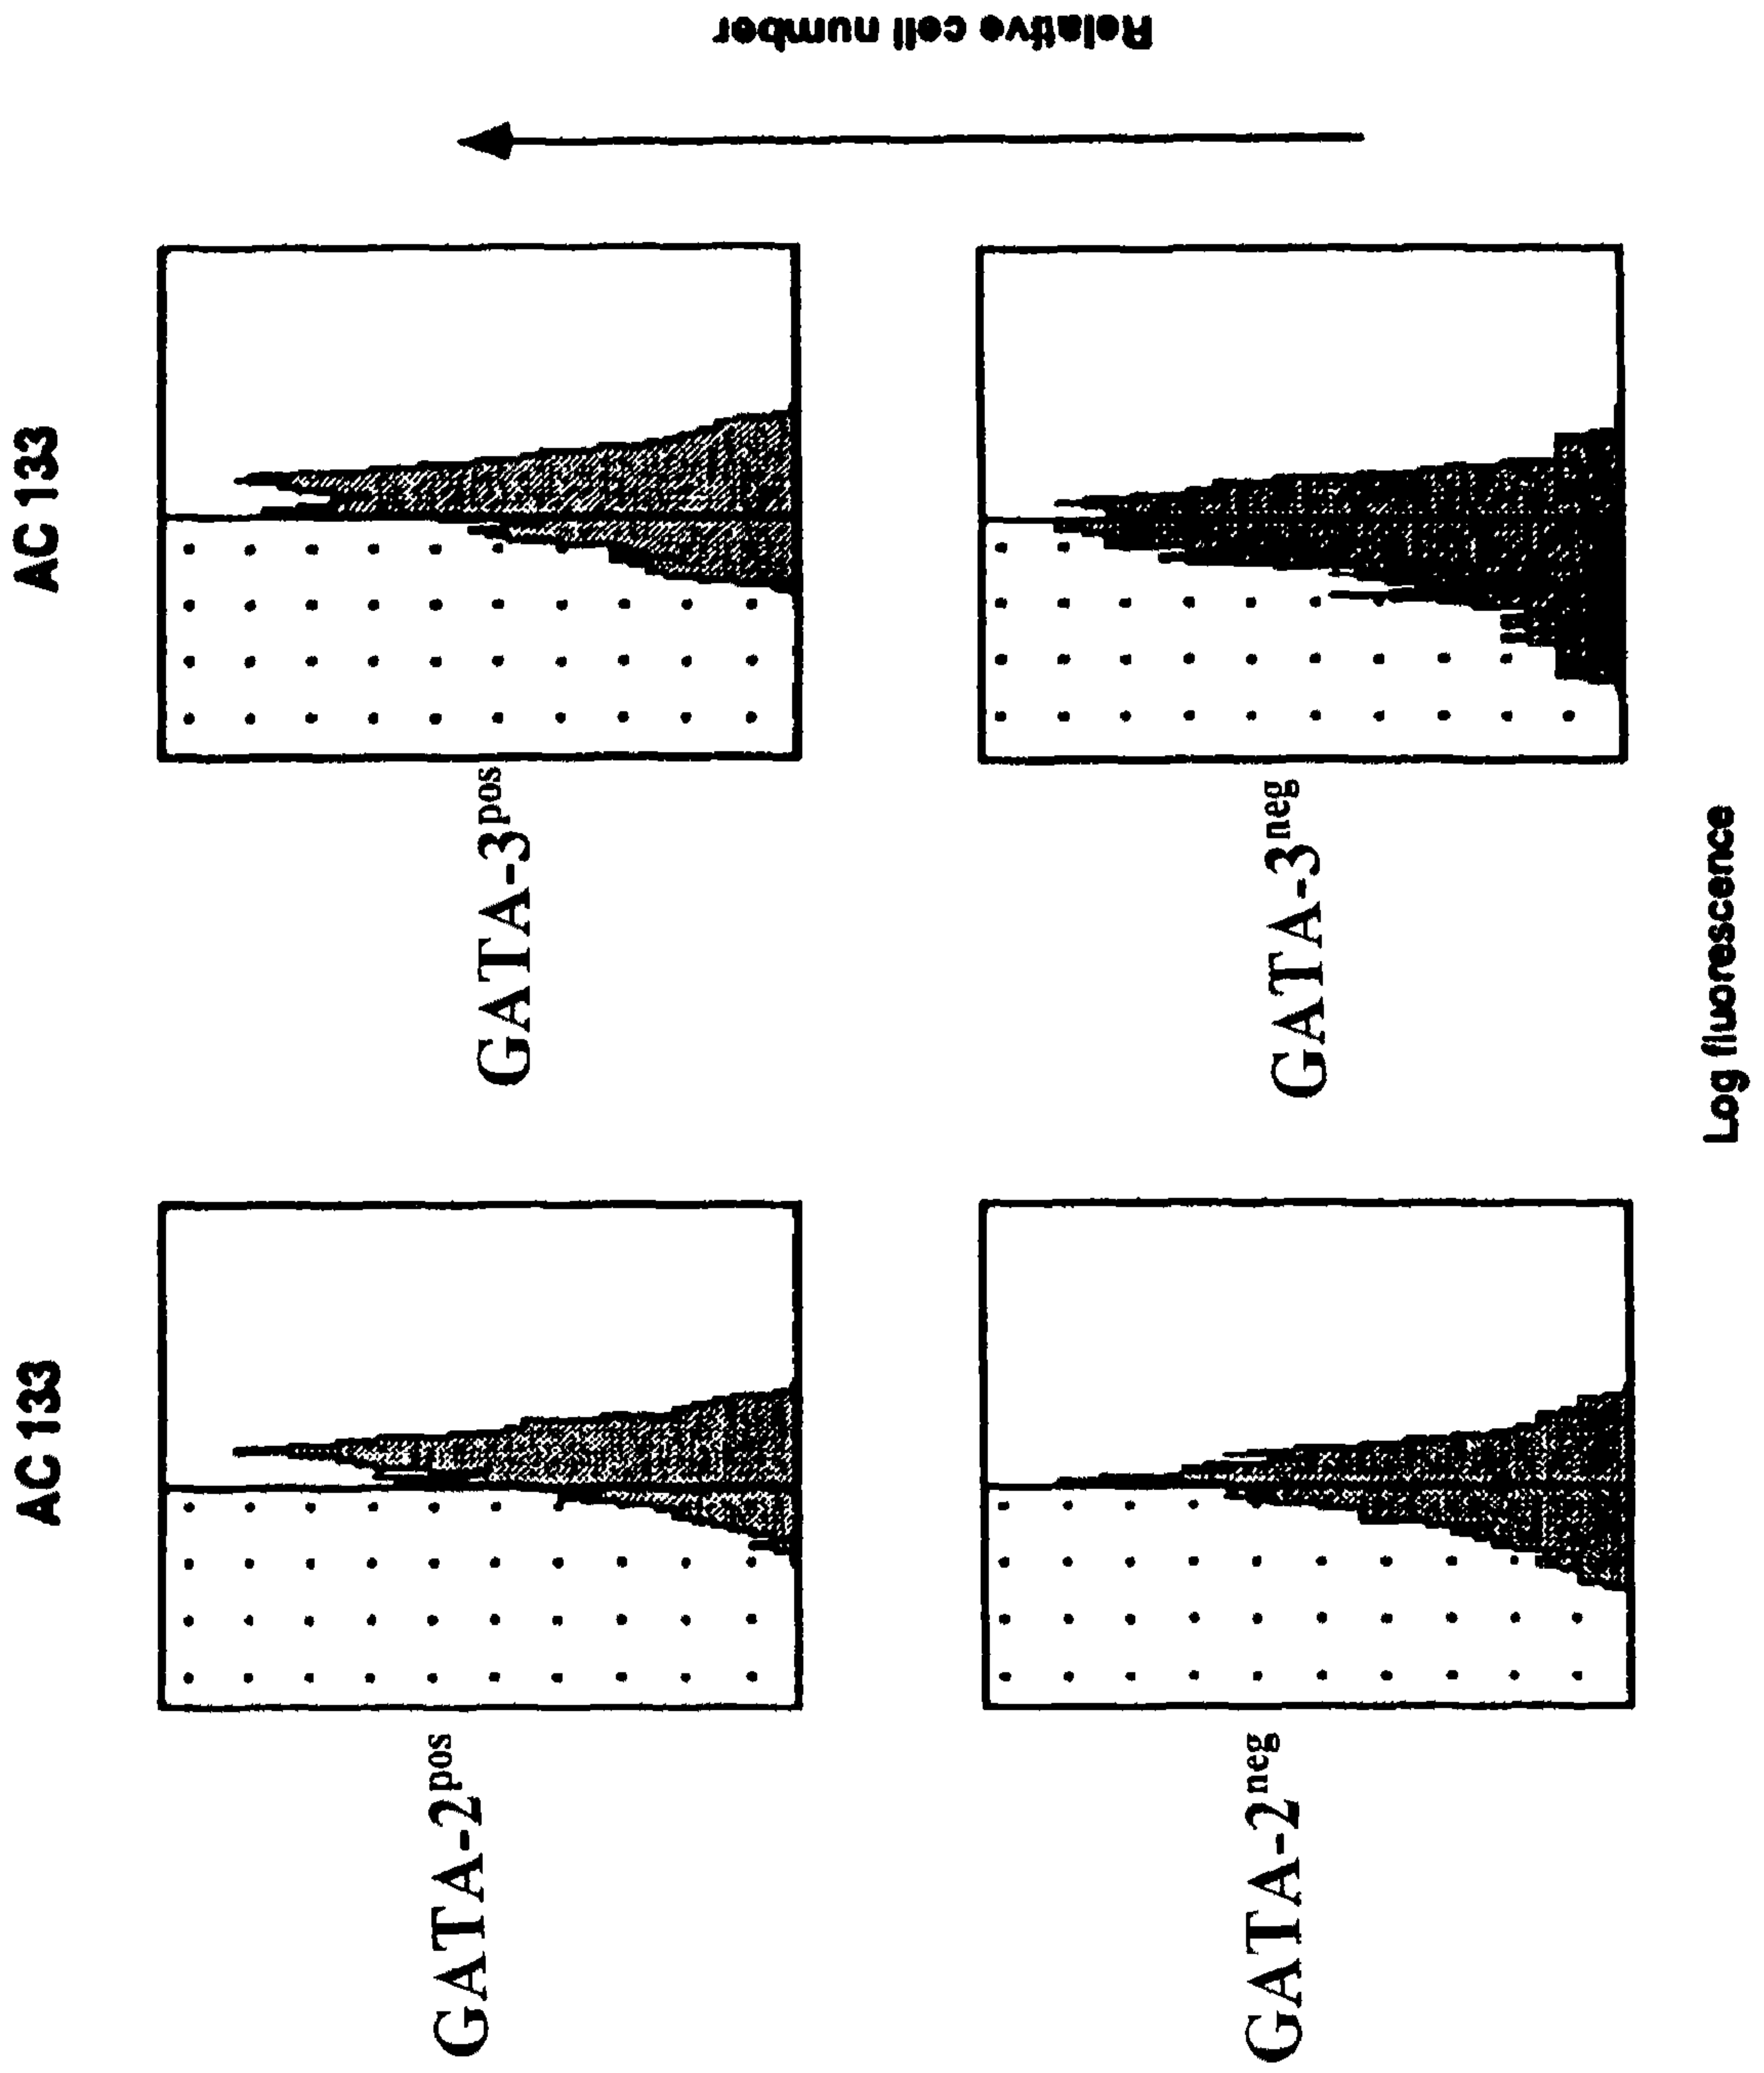 Relative cell number
AC 133
GATA-3pos
GATA-3neg
AC 133
GATA-2pos
GATA-2neg
Log fluorescence